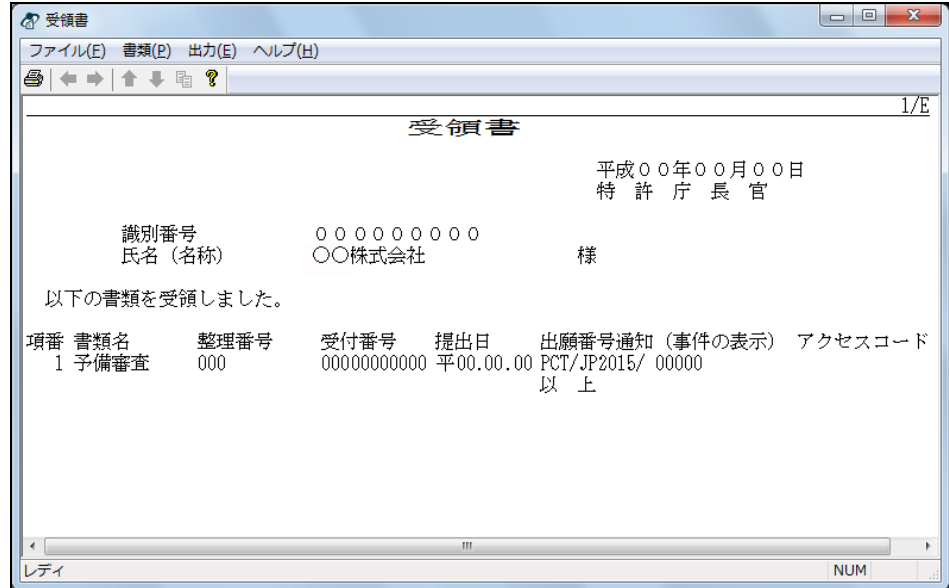 受領書
ファイル(F) 書類(P) 出力(E) ヘルプ(H)
1/E
受領書
平成００年００月００日
特 許 庁 長 官
識別番号 ０００００００００
氏名（名称） 〇〇株式会社 様
以下の書類を受領しました。
項番 書類名 整理番号 受付番号 提出日 出願番号通知（事件の表示） アクセスコード
1 予備審査 000 00000000000 平00.00.00 PCT/JP2015/ 00000
以 上
レディ NUM